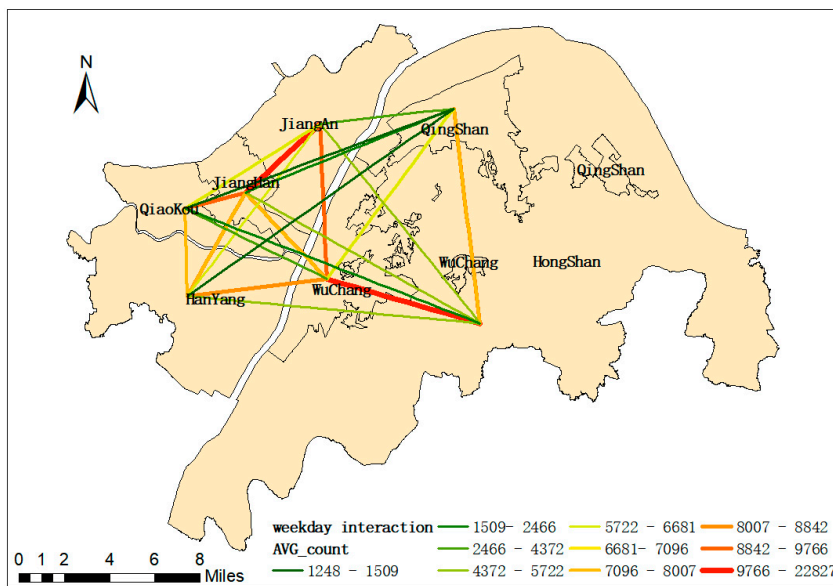 N
JiangAn
QingShan
QingShan
JiangHan
QiaoKou
WuChang
HongShan
WuChang
HanYang
weekday interaction
AVG_count
1248 - 1509
1509- 2466
2466 - 4372
4372 - 5722
5722 - 6681
6681- 7096
7096 - 8007
8007 - 8842
8842 - 9766
9766 - 22827
0 1 2 4 6 8
Miles